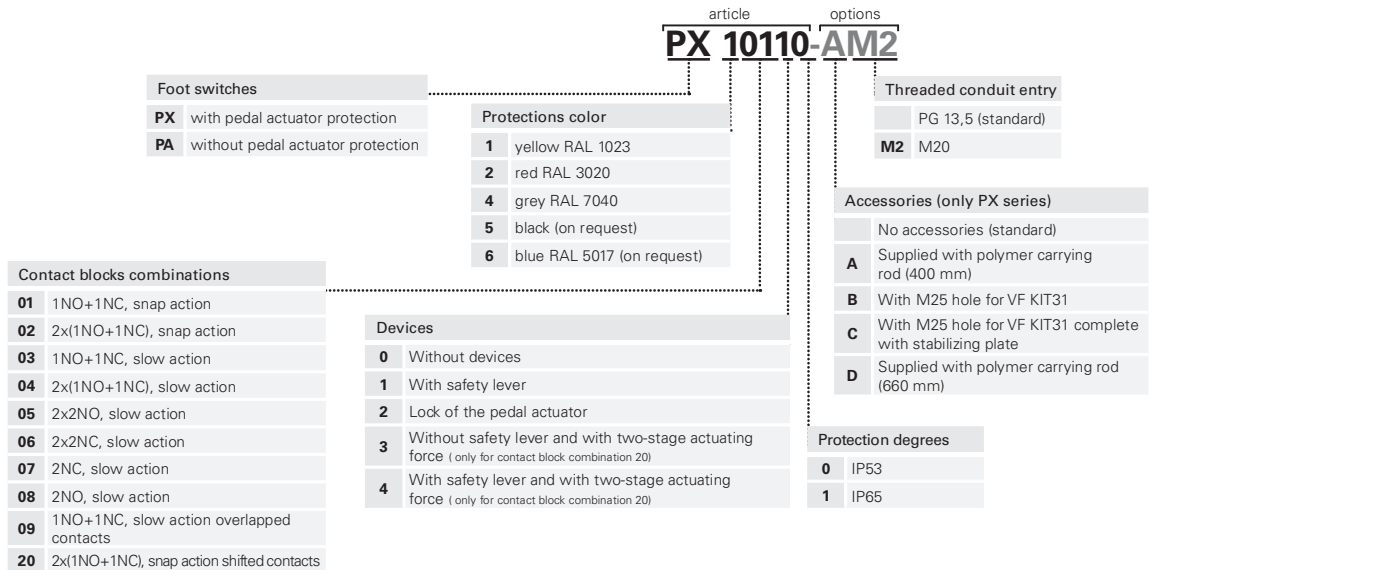 article options
PX 10110-AM2
Foot switches
PX with pedal actuator protection
PA without pedal actuator protection
Protections color
1 yellow RAL 1023
2 red RAL 3020
4 grey RAL 7040
5 black (on request)
6 blue RAL 5017 (on request)
Threaded conduit entry
PG 13,5 (standard)
M2 M20
Accessories (only PX series)
No accessories (standard)
A Supplied with polymer carrying
rod (400 mm)
B With M25 hole for VF KIT31
C With M25 hole for VF KIT31 complete
with stabilizing plate
D Supplied with polymer carrying rod
(660 mm)
Contact blocks combinations
01 1NO+1NC, snap action
02 2x(1NO+1NC), snap action
03 1NO+1NC, slow action
04 2x(1NO+1NC), slow action
05 2x2NO, slow action
06 2x2NC, slow action
07 2NC, slow action
08 2NO, slow action
09 1NO+1NC, slow action overlapped
contacts
20 2x(1NO+1NC), snap action shifted contacts
Devices
0 Without devices
1 With safety lever
2 Lock of the pedal actuator
3 Without safety lever and with two-stage actuating
force ( only for contact block combination 20)
4 With safety lever and with two-stage actuating
force ( only for contact block combination 20)
Protection degrees
0 IP53
1 IP65